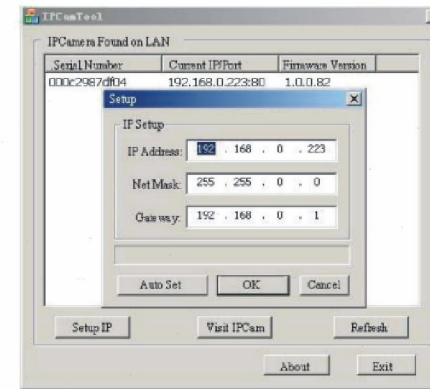 IPCamTool
IPCamera Found on LAN
Serial Number Current IP/Port Firmware Version
000c2987df04 192.168.0.223:80 1.0.0.82
Setup
IP Setup
IP Address: 192 . 168 . 0 . 223
Net Mask: 255 . 255 . 0 . 0
Gateway: 192 . 168 . 0 . 1
Auto Set OK Cancel
Setup IP Visit IPCam Refresh
About Exit